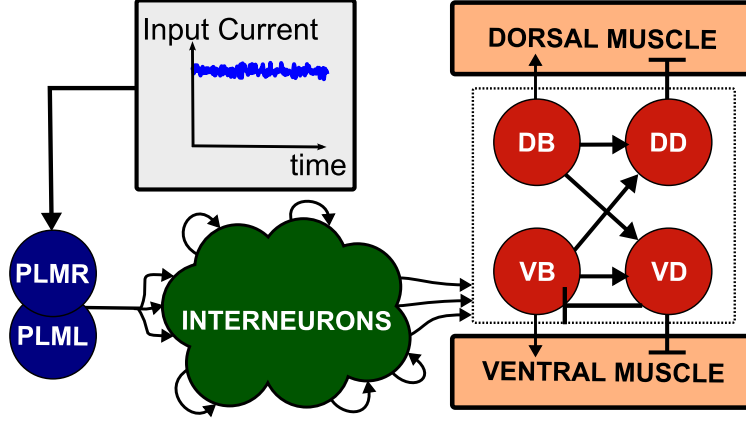 Input Current
time
PLMR
PLML
INTERNEURONS
DORSAL MUSCLE
DB
DD
VB
VD
VENTRAL MUSCLE